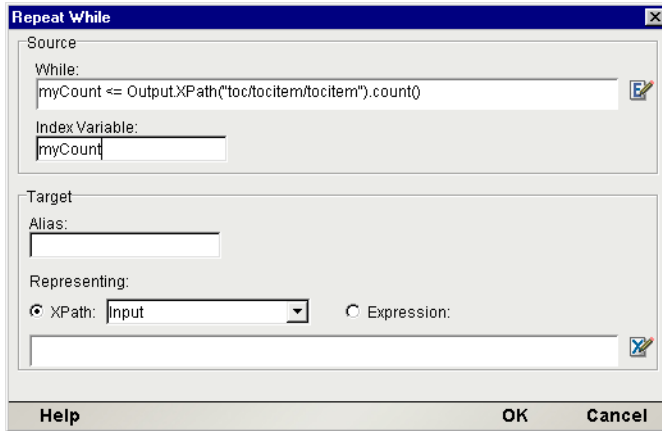 Repeat While
Source
While:
myCount <= Output.XPath("toc/tocitem/tocitem").count()
Index Variable:
myCount
Target
Alias:
Representing:
XPath: Input Expression:
Help OK Cancel